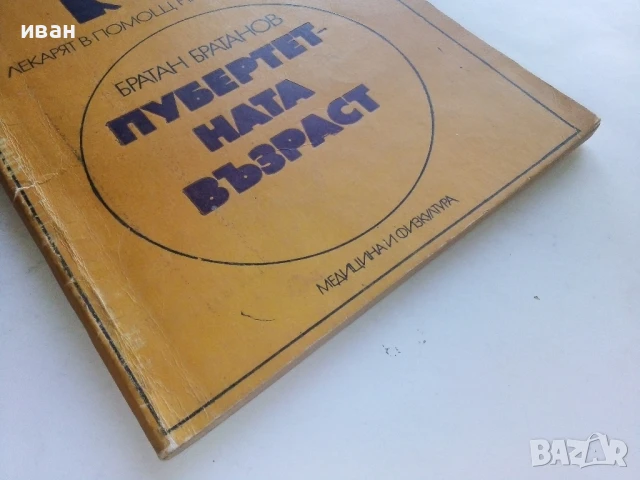 иван
ЛЕКАРЯТ В ПОМОЩ
БРАТАН БРАТАНОВ
ПУБЕРТЕТ-
НАТА
ВЪЗРАСТ
МЕДИЦИНА И ФИЗКУЛТУРА
BAZAR